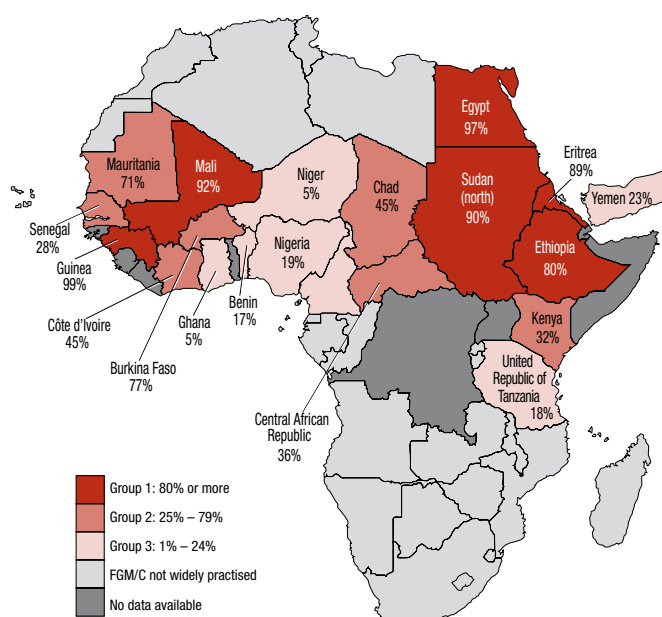 Egypt
97%
Mauritania
71%
Mali
92%
Niger
5%
Chad
45%
Sudan
(north)
90%
Eritrea
89%
Yemen 23%
Senegal
28%
Guinea
99%
Nigeria
19%
Ethiopia
80%
Benin
17%
Ghana
5%
Côte d'Ivoire
45%
Burkina Faso
77%
Kenya
32%
United
Republic of
Tanzania
18%
Central African
Republic
36%
Group 1: 80% or more
Group 2: 25% – 79%
Group 3: 1% – 24%
FGM/C not widely practised
No data available